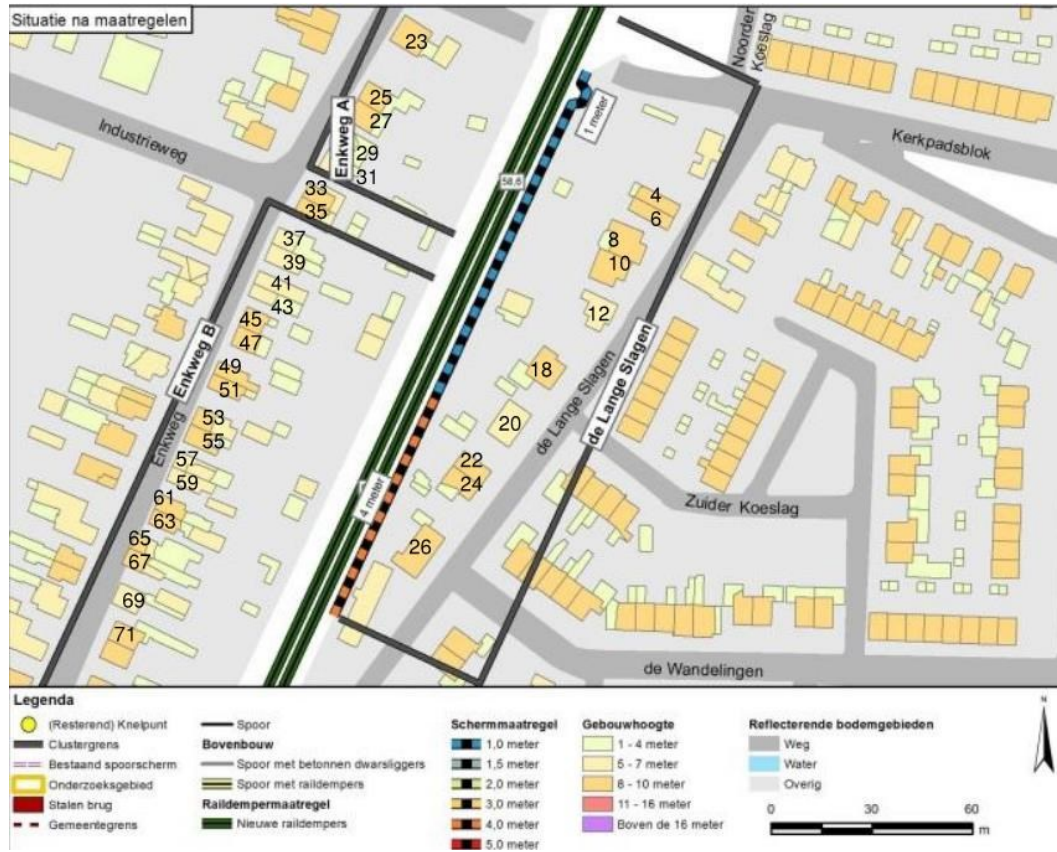 Situatie na maatregelen
23
25
27
29
31
33
35
37
39
41
43
45
47
49
51
53
55
57
59
61
63
65
67
69
71
Industrieweg
Enkweg A
Enkweg B
Enkweg
58,6
1 meter
4 meter
4
6
8
10
12
18
20
22
24
26
de Lange Slagen
de Lange Slagen
Noorder
Koeslag
Kerkpadsblok
Zuider Koeslag
de Wandelingen
Legenda
(Resterend) Knelpunt
Clustergrens
Bestaand spoorscherm
Onderzoeksgebied
Stalen brug
Gemeentegrens
Spoor
Bovenbouw
Spoor met betonnen dwarsliggers
Spoor met raildempers
Raildempermaatregel
Nieuwe raildempers
Schermmaatregel
1,0 meter
1,5 meter
2,0 meter
3,0 meter
4,0 meter
5,0 meter
Gebouwhoogte
1 - 4 meter
5 - 7 meter
8 - 10 meter
11 - 16 meter
Boven de 16 meter
Reflecterende bodemgebieden
Weg
Water
Overig
0 30 60
m
N